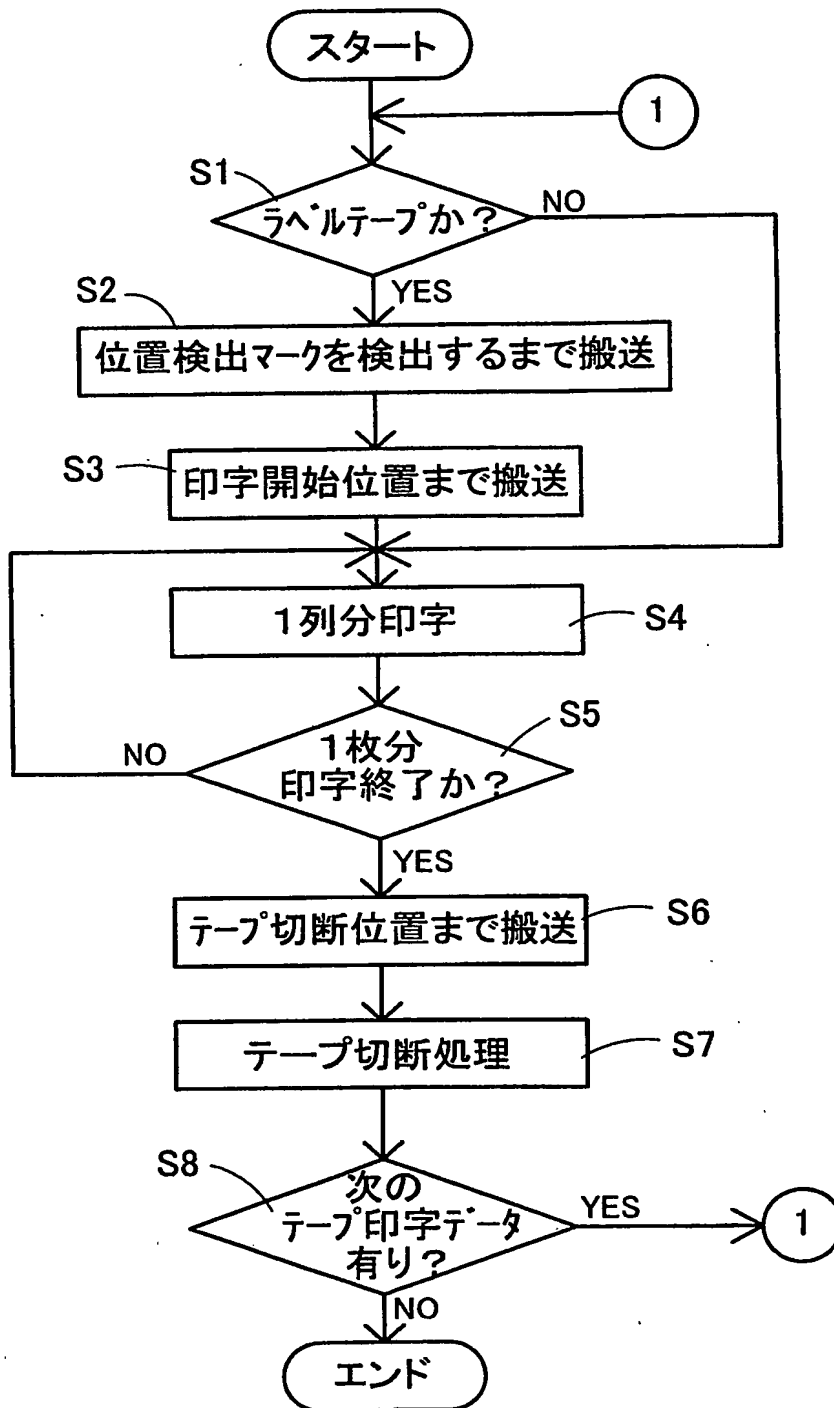 スタート
1
S1
ラベルテープか？
NO
YES
S2
位置検出マークを検出するまで搬送
S3
印字開始位置まで搬送
1列分印字
S4
S5
1枚分
印字終了か？
NO
YES
テープ切断位置まで搬送
S6
テープ切断処理
S7
S8
次の
テープ印字データ
有り？
YES
1
NO
エンド